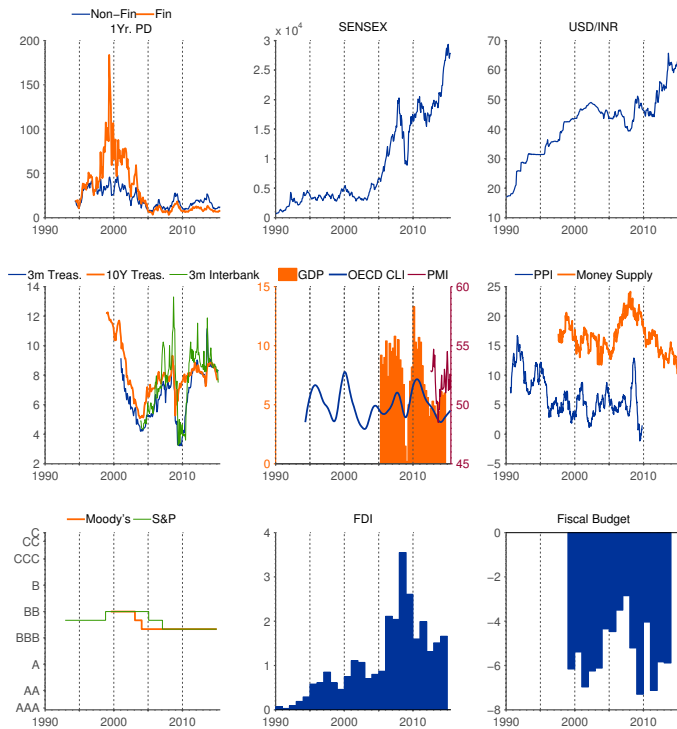 Non-Fin Fin
1Yr. PD
200
150
100
50
0
1990 2000 2010
SENSEX
x 10^4
3
2.5
2
1.5
1
0.5
0
1990 2000 2010
USD/INR
70
60
50
40
30
20
10
1990 2000 2010
3m Treas. 10Y Treas. 3m Interbank
14
12
10
8
6
4
2
1990 2000 2010
GDP OECD CLI PMI
15
10
5
0
60
55
50
45
1990 2000 2010
PPI Money Supply
25
20
15
10
5
0
−5
1990 2000 2010
Moody's S&P
C
CC
CCC
B
BB
BBB
A
AA
AAA
1990 2000 2010
FDI
4
3
2
1
0
1990 2000 2010
Fiscal Budget
0
−2
−4
−6
−8
1990 2000 2010